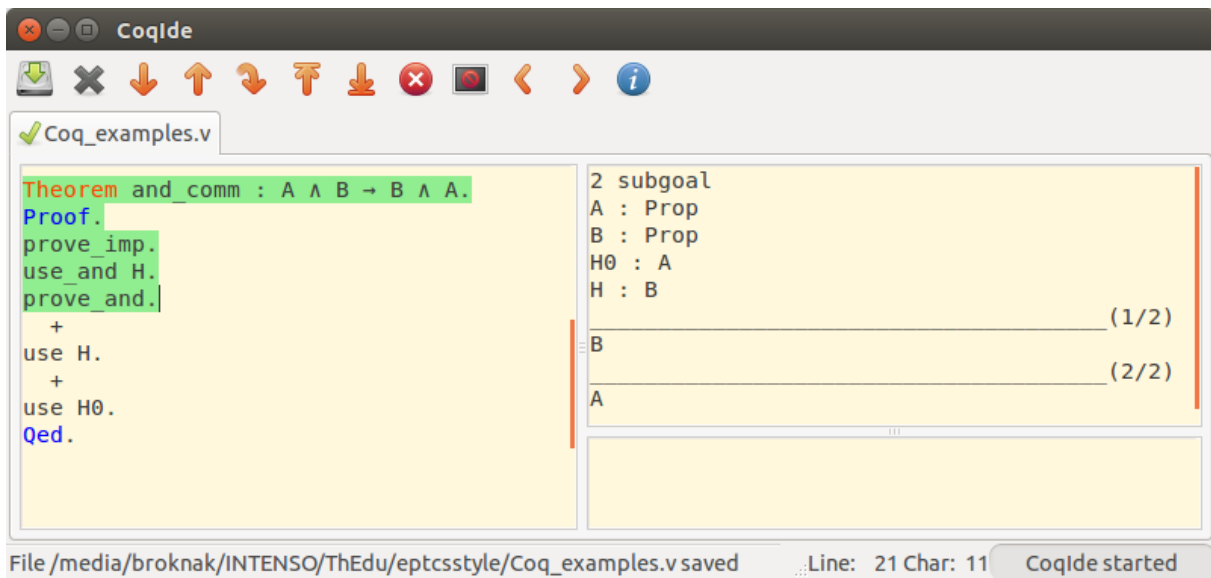 CoqIde
Coq_examples.v
Theorem and_comm : A ∧ B → B ∧ A.
Proof.
prove_imp.
use_and H.
prove_and.
+
use H.
+
use H0.
Qed.
2 subgoal
A : Prop
B : Prop
H0 : A
H : B
(1/2)
B
(2/2)
A
File /media/broknak/INTENSO/ThEdu/eptcsstyle/Coq_examples.v saved Line: 21 Char: 11 CoqIde started